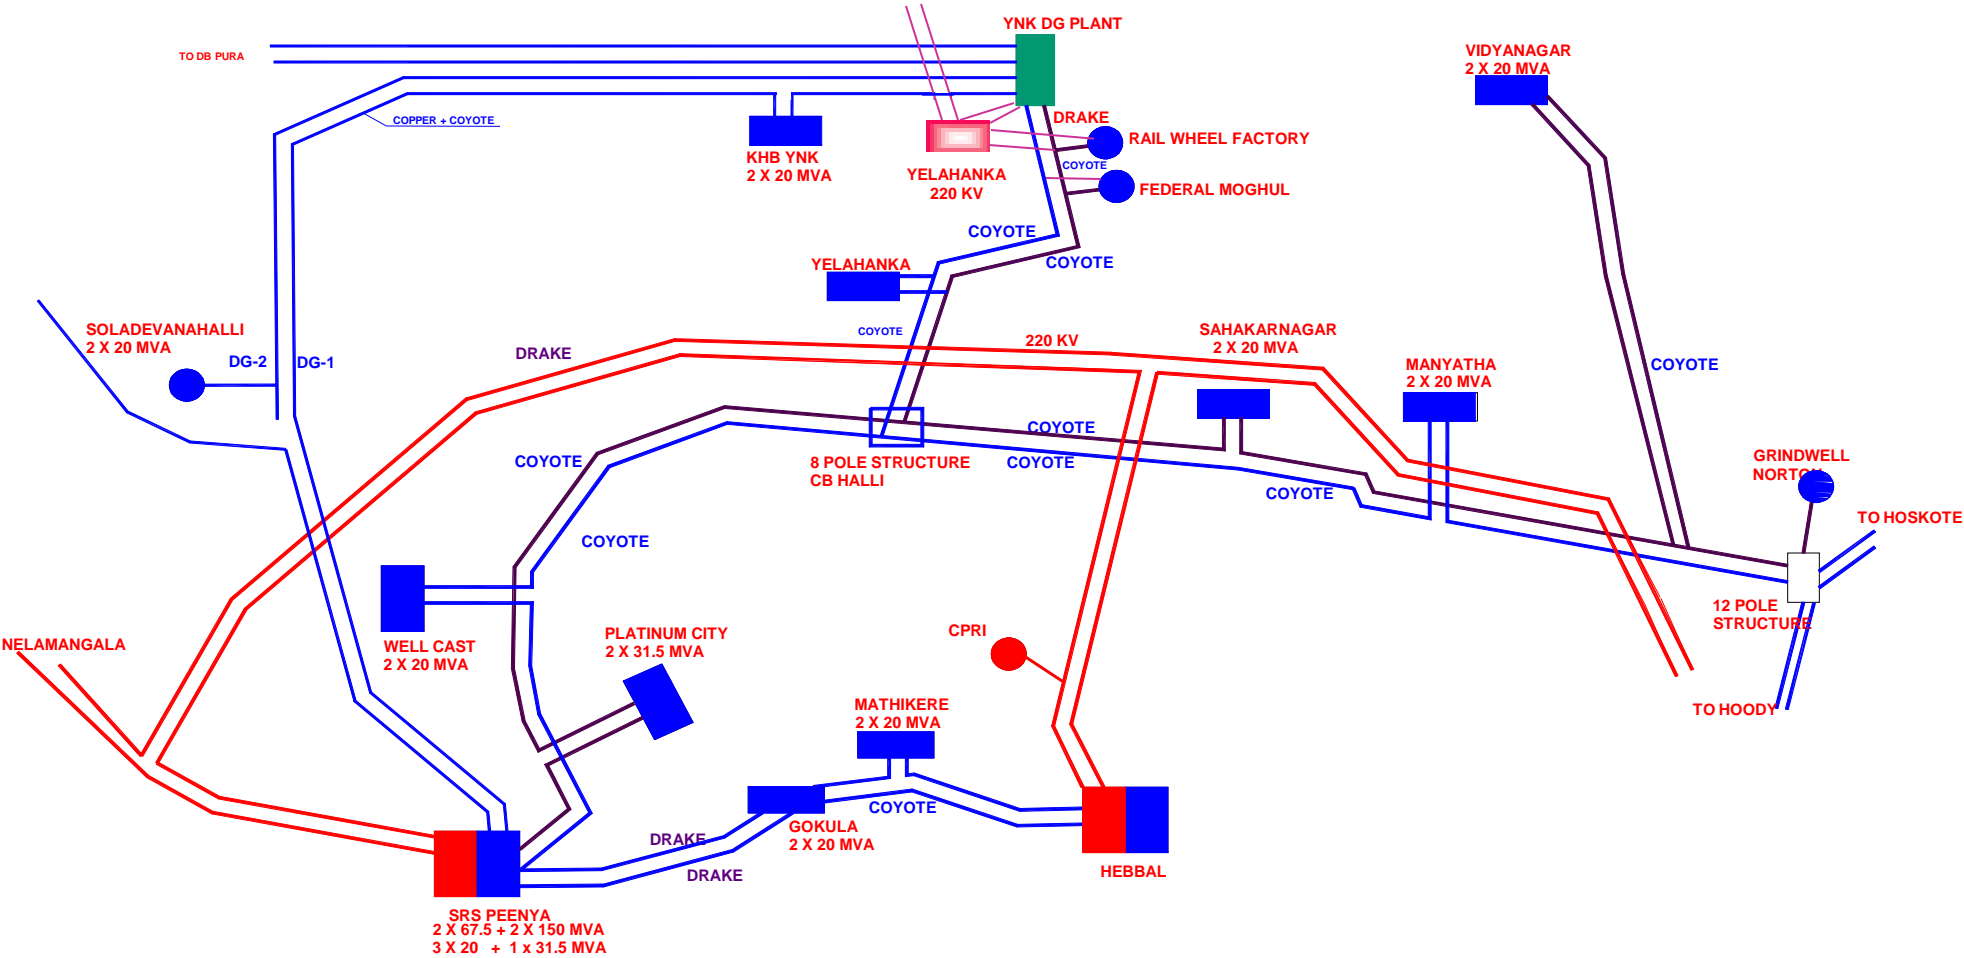 YNK DG PLANT
TO DB PURA
VIDYANAGAR
2 X 20 MVA
COPPER + COYOTE
DRAKE
RAIL WHEEL FACTORY
KHB YNK
2 X 20 MVA
COYOTE
YELAHANKA
220 KV
FEDERAL MOGHUL
COYOTE
COYOTE
YELAHANKA
SOLADEVANAHALLI
2 X 20 MVA
DG-2
DG-1
COYOTE
DRAKE
220 KV
SAHAKARNAGAR
2 X 20 MVA
MANYATHA
2 X 20 MVA
COYOTE
COYOTE
COYOTE
COYOTE
8 POLE STRUCTURE
CB HALLI
COYOTE
GRINDWELL
NORTON
TO HOSKOTE
COYOTE
WELL CAST
2 X 20 MVA
PLATINUM CITY
2 X 31.5 MVA
CPRI
12 POLE
STRUCTURE
NELAMANGALA
MATHIKERE
2 X 20 MVA
TO HOODY
COYOTE
GOKULA
2 X 20 MVA
DRAKE
DRAKE
HEBBAL
SRS PEENYA
2 X 67.5 + 2 X 150 MVA
3 X 20 + 1 x 31.5 MVA